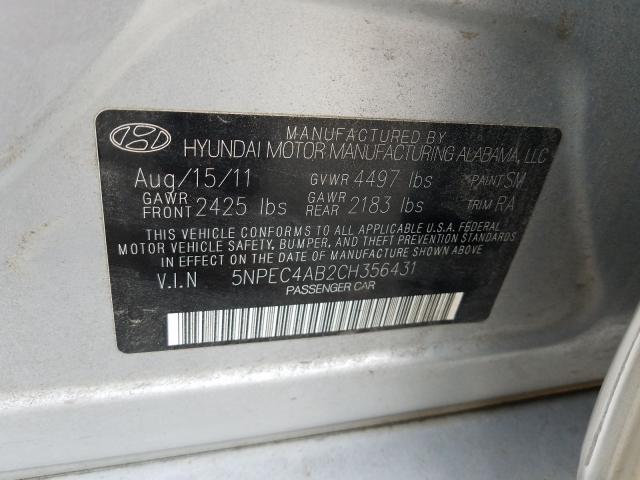 MANUFACTURED BY
HYUNDAI MOTOR MANUFACTURING ALABAMA, LLC
Aug/15/11 GVWR 4497 lbs PAINT SM
GAWR FRONT 2425 lbs GAWR REAR 2183 lbs TRIM RA
THIS VEHICLE CONFORMS TO ALL APPLICABLE U.S.A. FEDERAL
MOTOR VEHICLE SAFETY, BUMPER, AND THEFT PREVENTION STANDARDS
IN EFFECT ON THE DATE OF MANUFACTURE SHOWN ABOVE
V.I.N 5NPEC4AB2CH356431
PASSENGER CAR